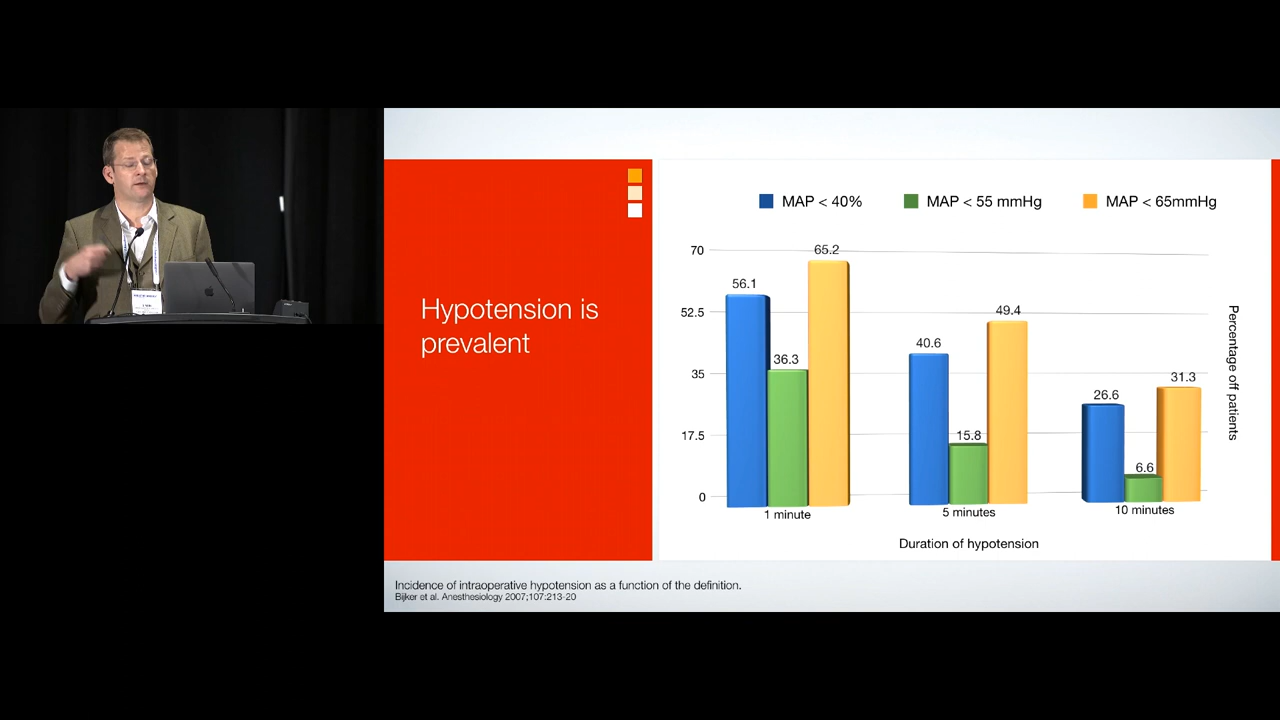 Hypotension is
prevalent
MAP < 40%
MAP < 55 mmHg
MAP < 65mmHg
70
52.5
35
17.5
0
56.1
36.3
65.2
40.6
15.8
49.4
26.6
6.6
31.3
1 minute
5 minutes
10 minutes
Duration of hypotension
Percentage off patients
Incidence of intraoperative hypotension as a function of the definition.
Bijker et al. Anesthesiology 2007;107:213-20